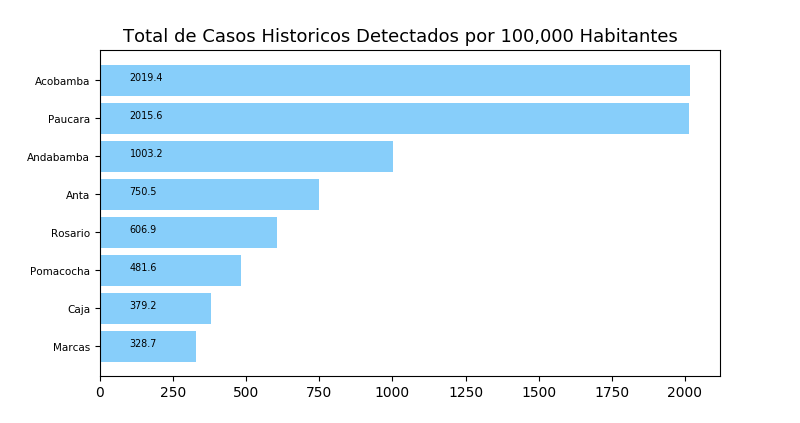 Total de Casos Historicos Detectados por 100,000 Habitantes
Acobamba 2019.4
Paucara 2015.6
Andabamba 1003.2
Anta 750.5
Rosario 606.9
Pomacocha 481.6
Caja 379.2
Marcas 328.7
0 250 500 750 1000 1250 1500 1750 2000